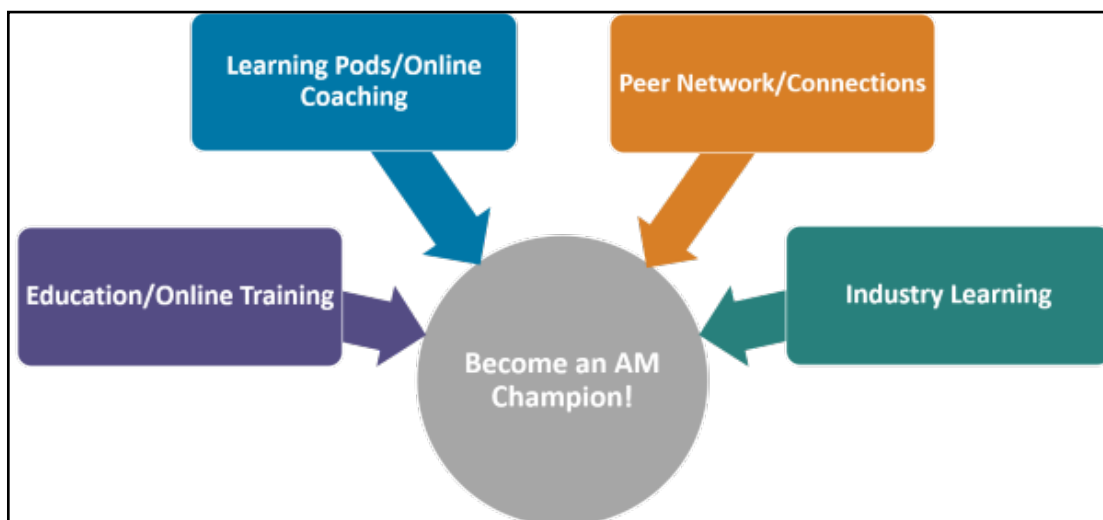 Learning Pods/Online
Coaching
Peer Network/Connections
Education/Online Training
Industry Learning
Become an AM
Champion!